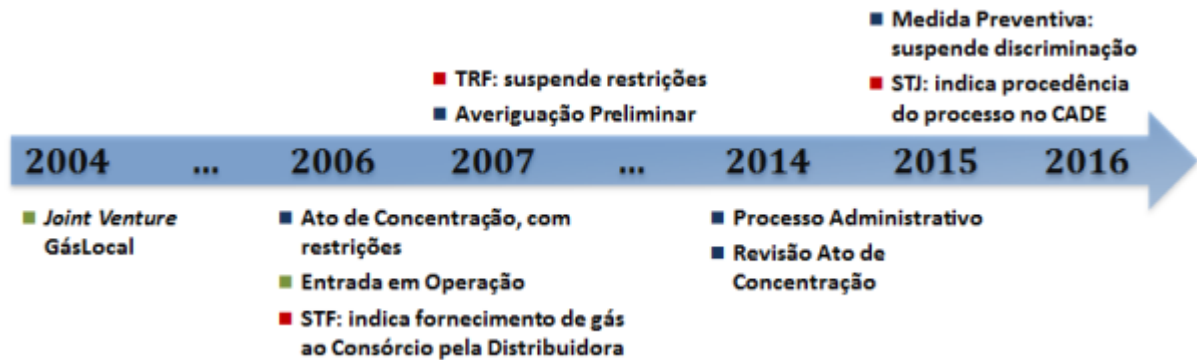 Medida Preventiva:
suspende discriminação
TRF: suspende restrições
STJ: indica procedência
Averiguação Preliminar
do processo no CADE
2004 ... 2006 2007 ... 2014 2015 2016
Joint Venture
GásLocal
Ato de Concentração, com
restrições
Entrada em Operação
STF: indica fornecimento de gás
ao Consórcio pela Distribuidora
Processo Administrativo
Revisão Ato de
Concentração